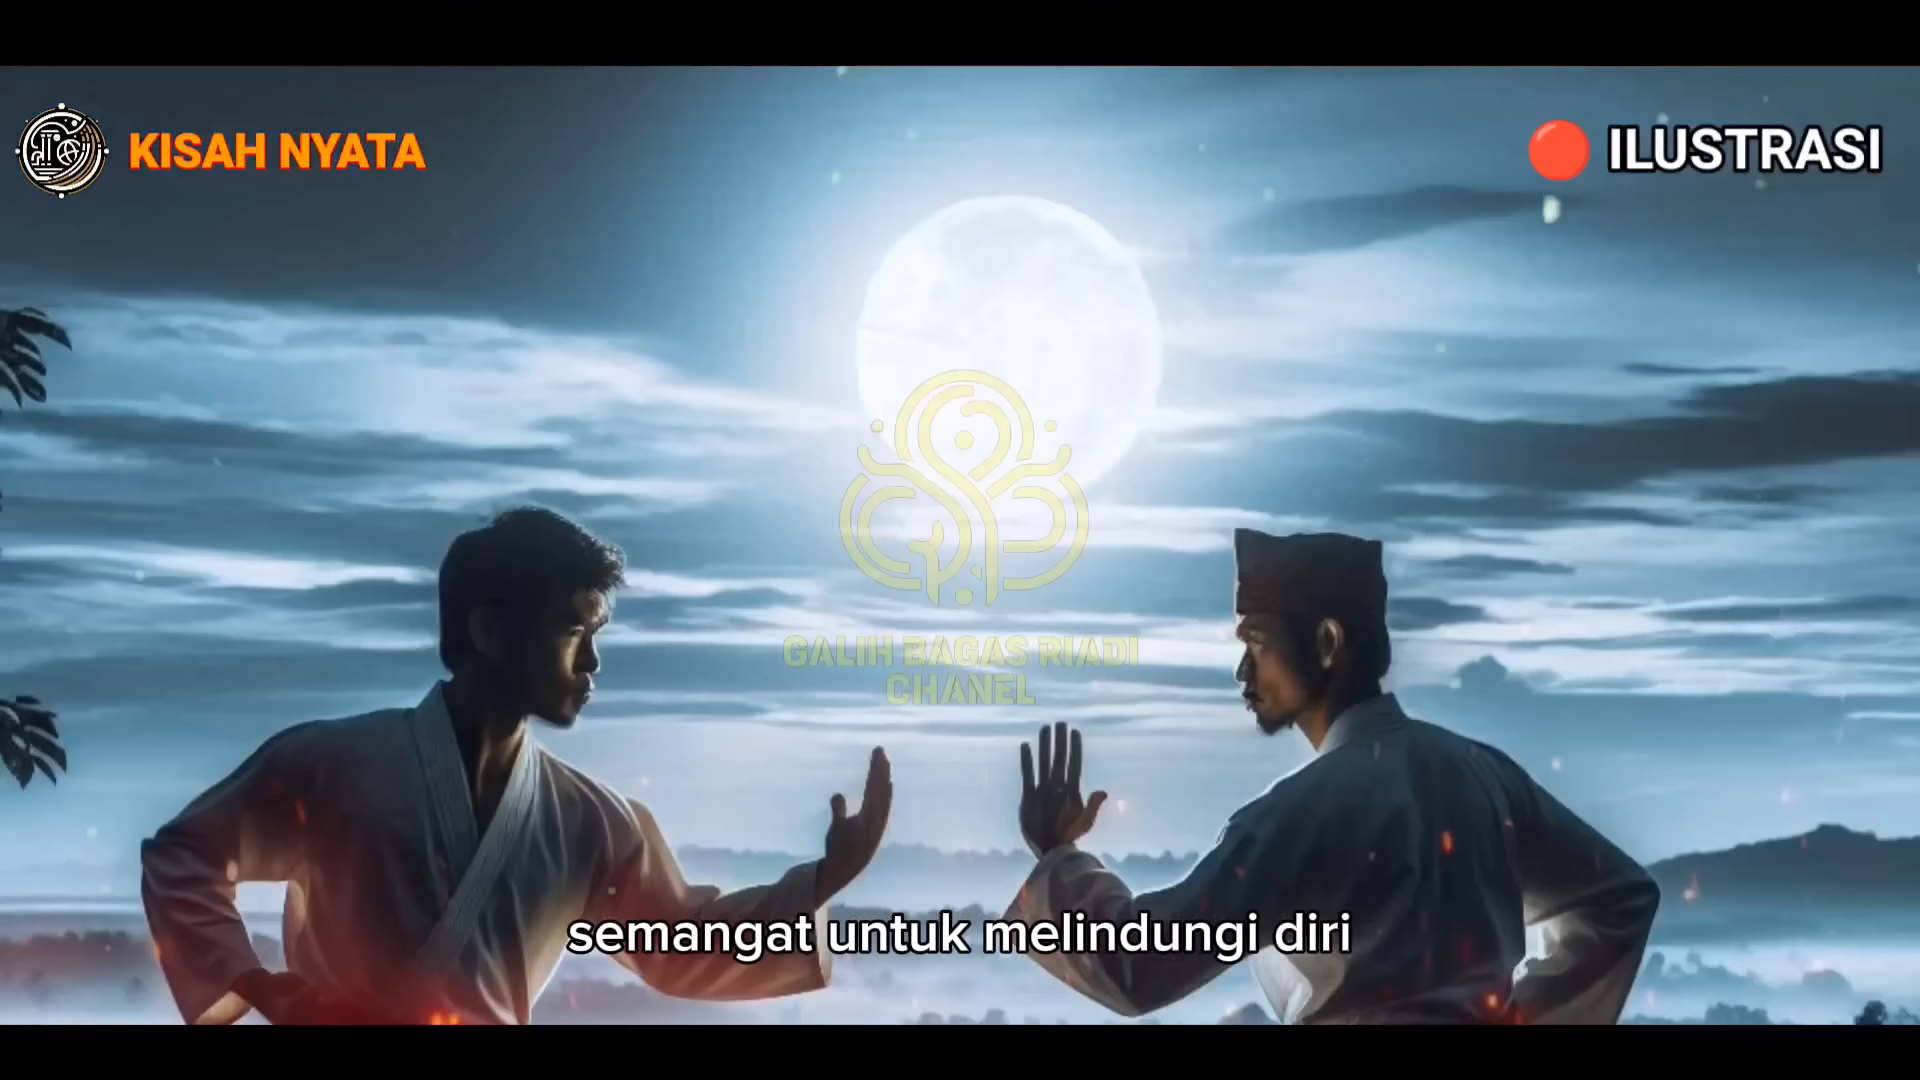 KISAH NYATA
ILUSTRASI
GALIH BAGAS RIADI
CHANEL
semangat untuk melindungi diri